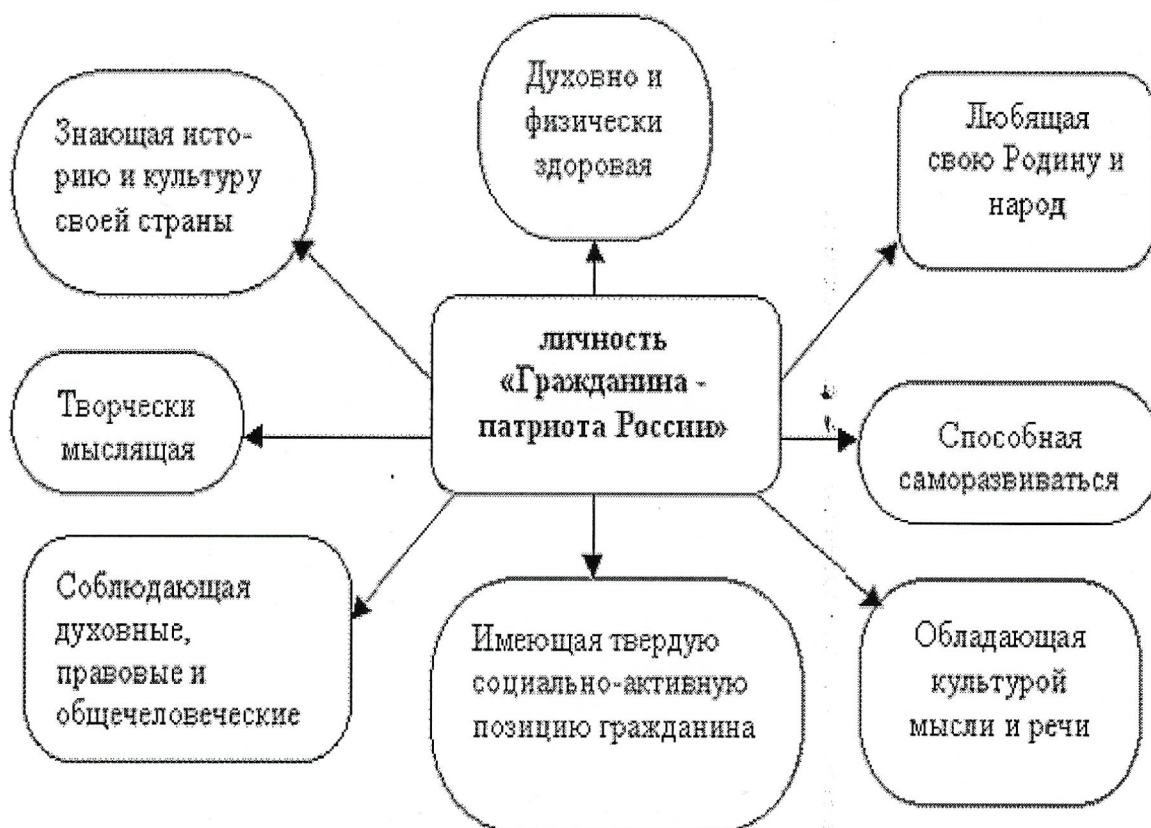 Духовно и
физически
здоровая
Знающая исто-
рию и культуру
своей страны
Любящая
свою Родину и
народ
личность
«Гражданина -
патриота России»
Творчески
мыслящая
Способная
саморазвиваться
Соблюдающая
духовные,
правовые и
общечеловеческие
Имеющая твердую
социально-активную
позицию гражданина
Обладающая
культурой
мысли и речи